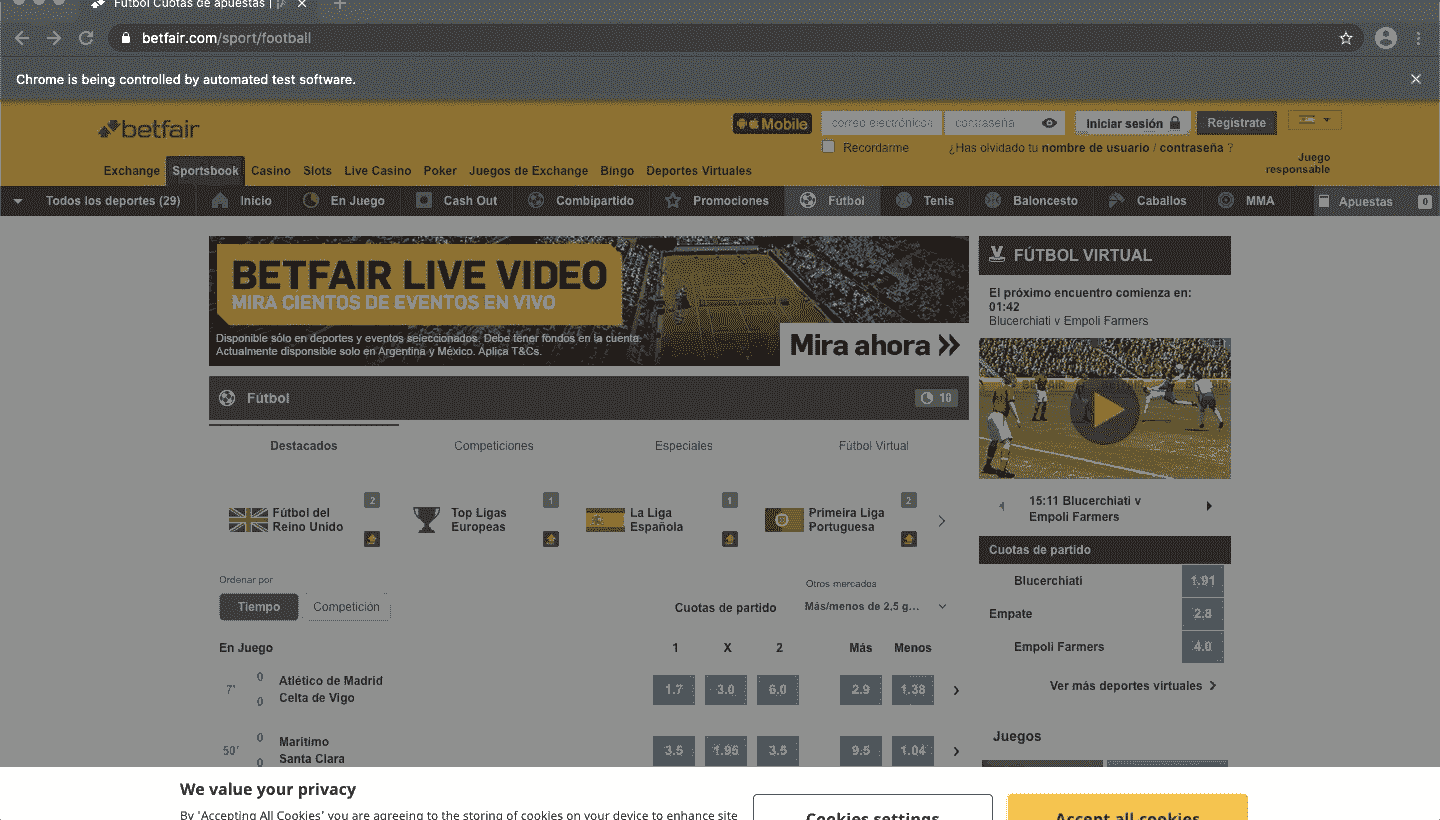 Fútbol Cuotas de apuestas |
betfair.com/sport/football
Chrome is being controlled by automated test software.
betfair
Mobile
correo electrónico
contraseña
Iniciar sesión
Regístrate
Recordarme
¿Has olvidado tu nombre de usuario / contraseña ?
Juego
responsable
Exchange Sportsbook Casino Slots Live Casino Poker Juegos de Exchange Bingo Deportes Virtuales
Todos los deportes (29) Inicio En Juego Cash Out Combipartido Promociones Fútbol Tenis Baloncesto Caballos MMA Apuestas 0
BETFAIR LIVE VIDEO
MIRA CIENTOS DE EVENTOS EN VIVO
Disponible sólo en deportes y eventos seleccionados. Debe tener fondos en la cuenta.
Actualmente disponible solo en Argentina y México. Aplica T&Cs.
Mira ahora
Fútbol 10
Destacados Competiciones Especiales Fútbol Virtual
2
Fútbol del
Reino Unido
1
Top Ligas
Europeas
1
La Liga
Española
2
Primeira Liga
Portuguesa
Ordenar por
Tiempo Competición
Cuotas de partido
Otros mercados
Más/menos de 2,5 g...
En Juego 1 X 2 Más Menos
7' 0 Atlético de Madrid
0 Celta de Vigo
1.7 3.0 6.0 2.9 1.38
50' 0 Marítimo
0 Santa Clara
3.5 1.95 3.5 9.5 1.04
FÚTBOL VIRTUAL
El próximo encuentro comienza en:
01:42
Blucerchiati v Empoli Farmers
BETFAIR
15:11 Blucerchiati v
Empoli Farmers
Cuotas de partido
Blucerchiati 1.91
Empate 2.8
Empoli Farmers 4.0
Ver más deportes virtuales
Juegos
We value your privacy
By 'Accepting All Cookies' you are agreeing to the storing of cookies on your device to enhance site
Cookies settings
Accept all cookies